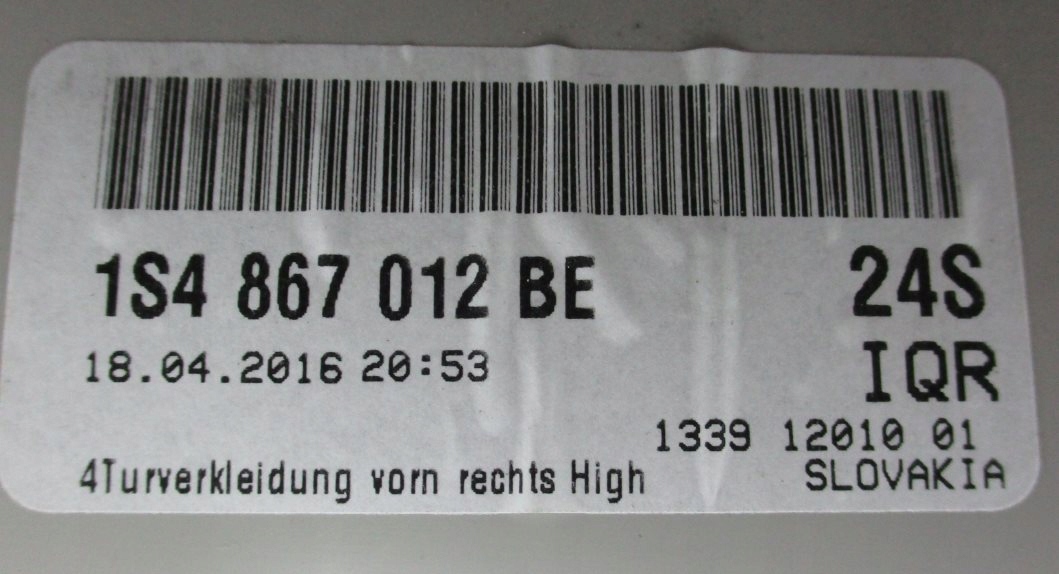 1S4 867 012 BE 24S
18.04.2016 20:53 IQR
1339 12010 01
4Turverkleidung vorn rechts High SLOVAKIA